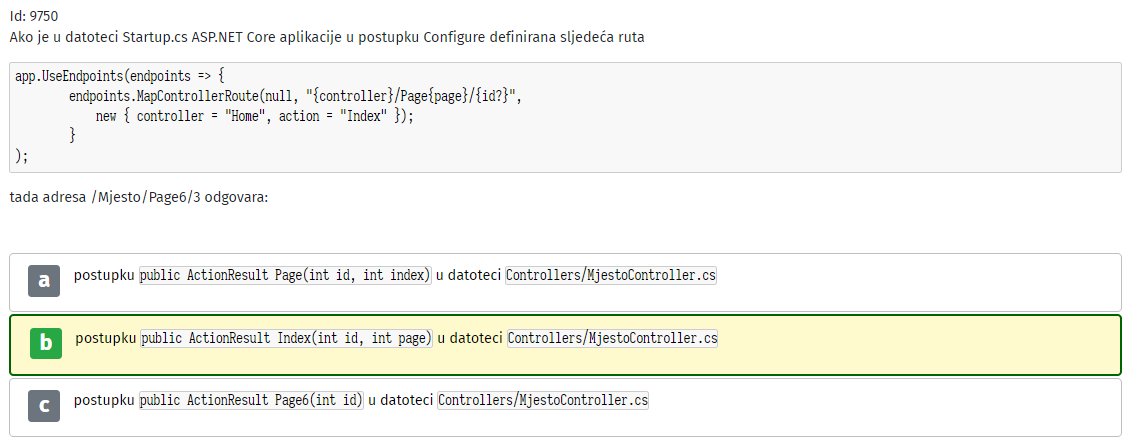 Id: 9750
Ako je u datoteci Startup.cs ASP.NET Core aplikacije u postupku Configure definirana sljedeća ruta
app.UseEndpoints(endpoints => {
endpoints.MapControllerRoute(null, "{controller}/Page{page}/{id?}",
new { controller = "Home", action = "Index" });
}
);
tada adresa /Mjesto/Page6/3 odgovara:
a postupku public ActionResult Page(int id, int index) u datoteci Controllers/MjestoController.cs
b postupku public ActionResult Index(int id, int page) u datoteci Controllers/MjestoController.cs
c postupku public ActionResult Page6(int id) u datoteci Controllers/MjestoController.cs